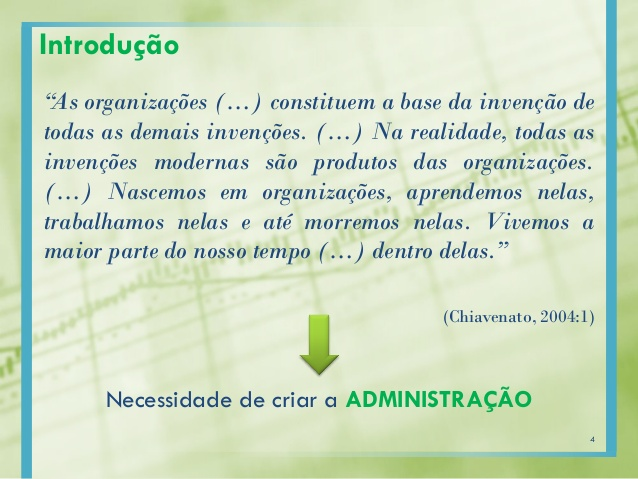 Introdução
“As organizações (…) constituem a base da invenção de
todas as demais invenções. (…) Na realidade, todas as
invenções modernas são produtos das organizações.
(…) Nascemos em organizações, aprendemos nelas,
trabalhamos nelas e até morremos nelas. Vivemos a
maior parte do nosso tempo (…) dentro delas.”
(Chiavenato, 2004:1)
Necessidade de criar a ADMINISTRAÇÃO
4